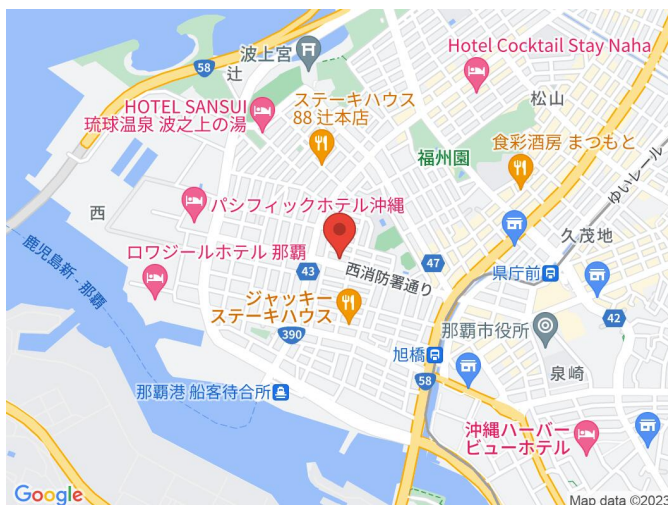 58
辻
波上宮
Hotel Cocktail Stay Naha
松山
HOTEL SANSUI
琉球温泉 波之上の湯
ステーキハウス
88 辻本店
福州園
食彩酒房 まつもと
ゆいレール
西
パシフィックホテル沖縄
鹿児島新 - 那覇
ロワジールホテル 那覇
43
西消防署通り
47
久茂地
県庁前
ジャッキー
ステーキハウス
390
42
那覇市役所
旭橋
泉崎
58
那覇港 船客待合所
沖縄ハーバー
ビューホテル
Google
Map data ©2023